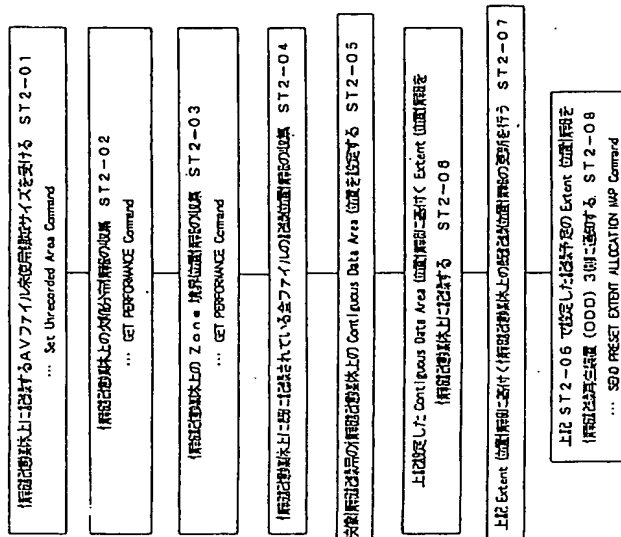 情報記憶媒体上に記録するAVファイル未使用領域サイズを受ける ST2-01
… Set Unrecorded Area Command
情報記憶媒体上の欠陥分布情報の収集 ST2-02
… GET PERFORMANCE Command
情報記憶媒体上のZone境界位置情報の収集 ST2-03
… GET PERFORMANCE Command
情報記憶媒体上に既に記録されている全ファイルの記録位置情報の収集 ST2-04
映像情報記録用の情報記憶媒体上のContiguous Data Area位置を設定する ST2-05
上記設定したContiguous Data Area位置情報に基付くExtent位置情報を
情報記憶媒体上に記録する ST2-06
上記Extent位置情報に基付く情報記憶媒体上の既記録位置情報の更新を行う ST2-07
上記ST2-06で設定した記録予定のExtent位置情報を
情報記録再生装置(ODD)3側に通知する ST2-08
… SEND PRESET EXTENT ALLOCATION MAP Command